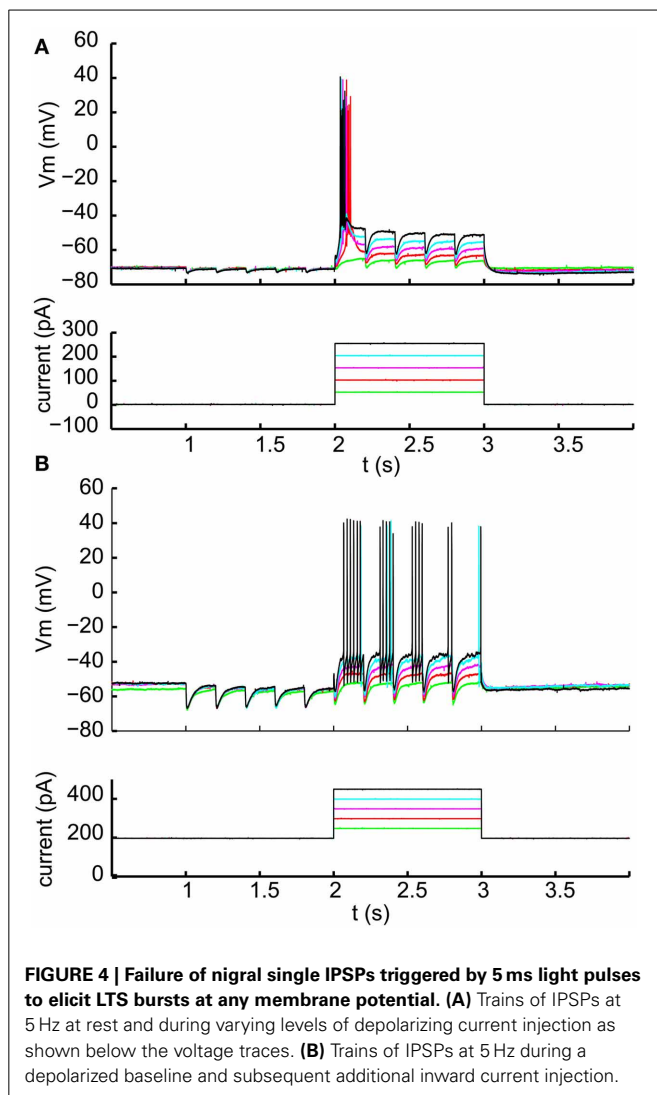 A
60
40
20
0
−20
−40
−60
−80
Vm (mV)
300
200
100
0
−100
current (pA)
1 1.5 2 2.5 3 3.5
t (s)
B
60
40
20
0
−20
−40
−60
−80
Vm (mV)
400
200
0
current (pA)
1 1.5 2 2.5 3 3.5
t (s)
FIGURE 4 | Failure of nigral single IPSPs triggered by 5 ms light pulses
to elicit LTS bursts at any membrane potential. (A) Trains of IPSPs at
5 Hz at rest and during varying levels of depolarizing current injection as
shown below the voltage traces. (B) Trains of IPSPs at 5 Hz during a
depolarized baseline and subsequent additional inward current injection.